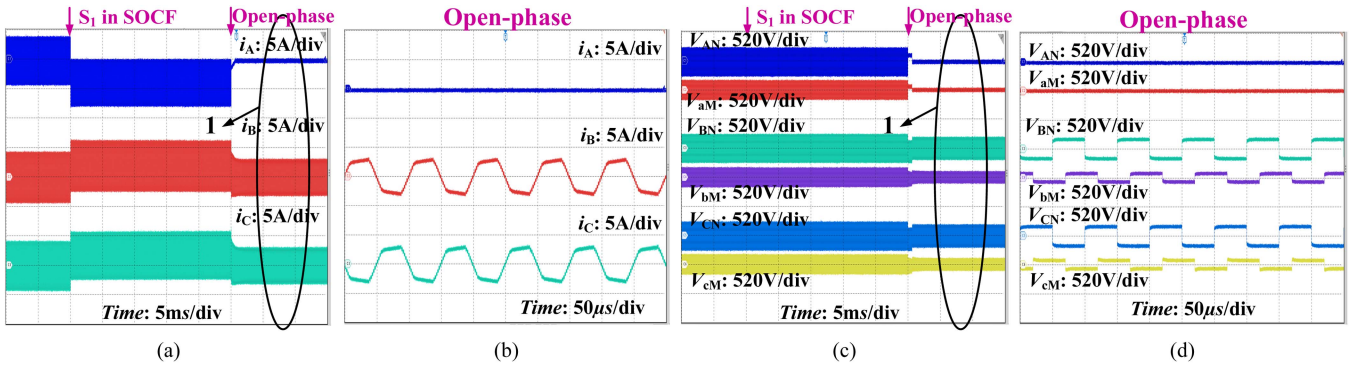 S1 in SOCF
Open-phase
iA: 5A/div
1
iB: 5A/div
iC: 5A/div
Time: 5ms/div
(a)
Open-phase
iA: 5A/div
iB: 5A/div
iC: 5A/div
Time: 50μs/div
(b)
S1 in SOCF
Open-phase
VAN: 520V/div
VaM: 520V/div
1
VBN: 520V/div
VbM: 520V/div
VCN: 520V/div
VcM: 520V/div
Time: 5ms/div
(c)
Open-phase
VAN: 520V/div
VaM: 520V/div
VBN: 520V/div
VbM: 520V/div
VCN: 520V/div
VcM: 520V/div
Time: 50μs/div
(d)